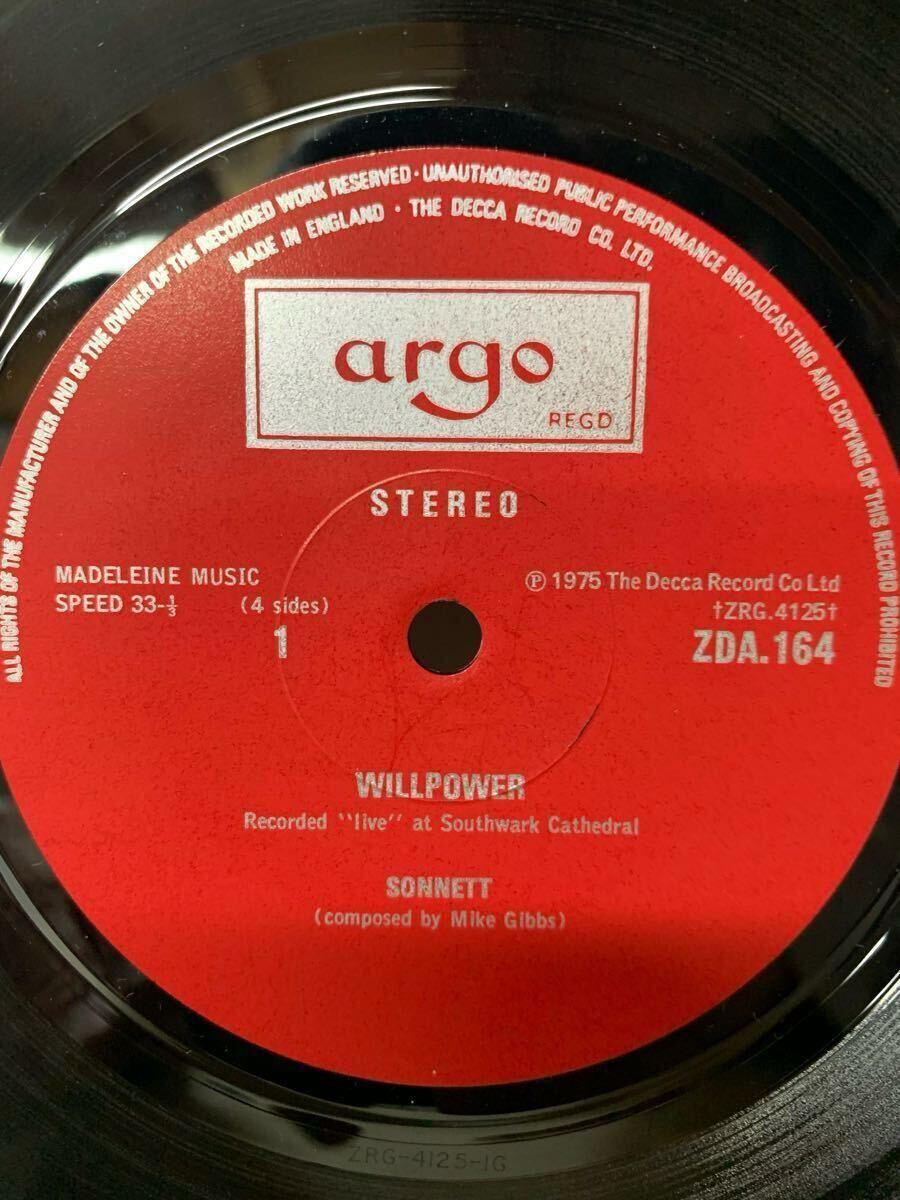 ALL RIGHTS OF THE MANUFACTURER AND OF THE OWNER OF THE RECORDED WORK RESERVED · UNAUTHORISED PUBLIC PERFORMANCE BROADCASTING AND COPYING OF THIS RECORD PROHIBITED
MADE IN ENGLAND · THE DECCA RECORD CO. LTD.
argo
REGD
STEREO
MADELEINE MUSIC
SPEED 33-⅓ (4 sides)
1
℗ 1975 The Decca Record Co Ltd
†ZRG.4125†
ZDA.164
WILLPOWER
Recorded "live" at Southwark Cathedral
SONNETT
(composed by Mike Gibbs)
ZRG-4125-1G